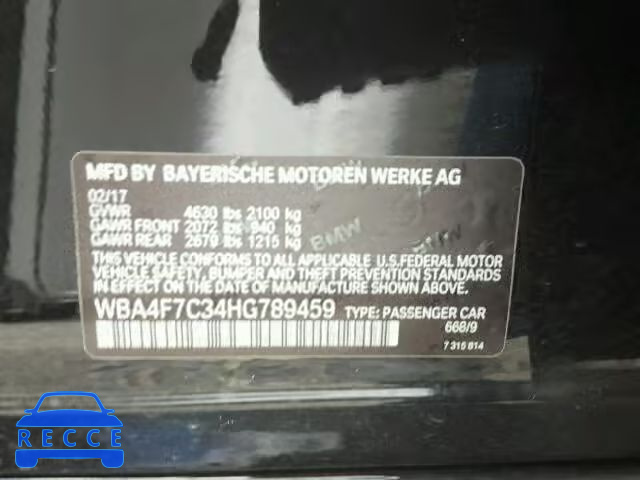 MFD BY BAYERISCHE MOTOREN WERKE AG
02/17
GVWR 4630 lbs 2100 kg
GAWR FRONT 2072 lbs 940 kg
GAWR REAR 2679 lbs 1215 kg
BMW
THIS VEHICLE CONFORMS TO ALL APPLICABLE U.S. FEDERAL MOTOR
VEHICLE SAFETY, BUMPER AND THEFT PREVENTION STANDARDS
IN EFFECT ON THE DATE OF MANUFACTURE SHOWN ABOVE.
WBA4F7C34HG789459 TYPE: PASSENGER CAR
668/9
7 315 814
RECCE